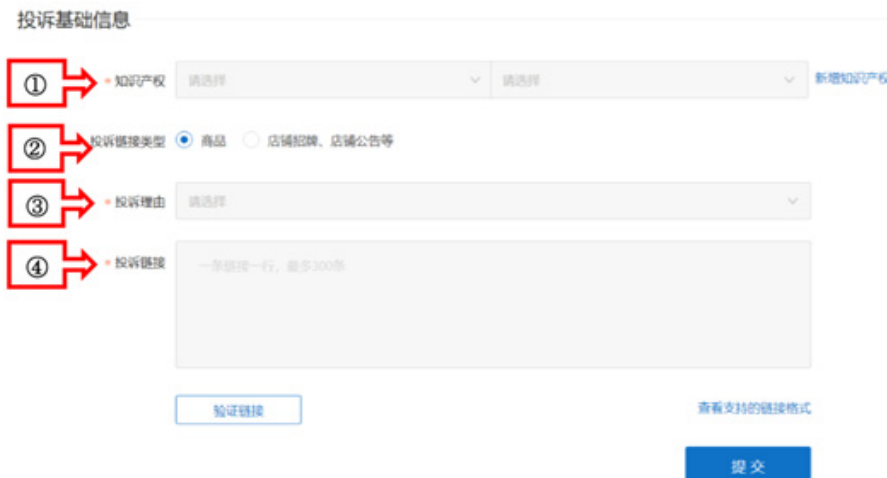 投诉基础信息
① * 知识产权 请选择 请选择 新增知识产权
② 投诉链接类型 商品 店铺招牌、店铺公告等
③ * 投诉理由 请选择
④ * 投诉链接 一条链接一行，最多300条
验证链接 查看支持的链接格式
提交